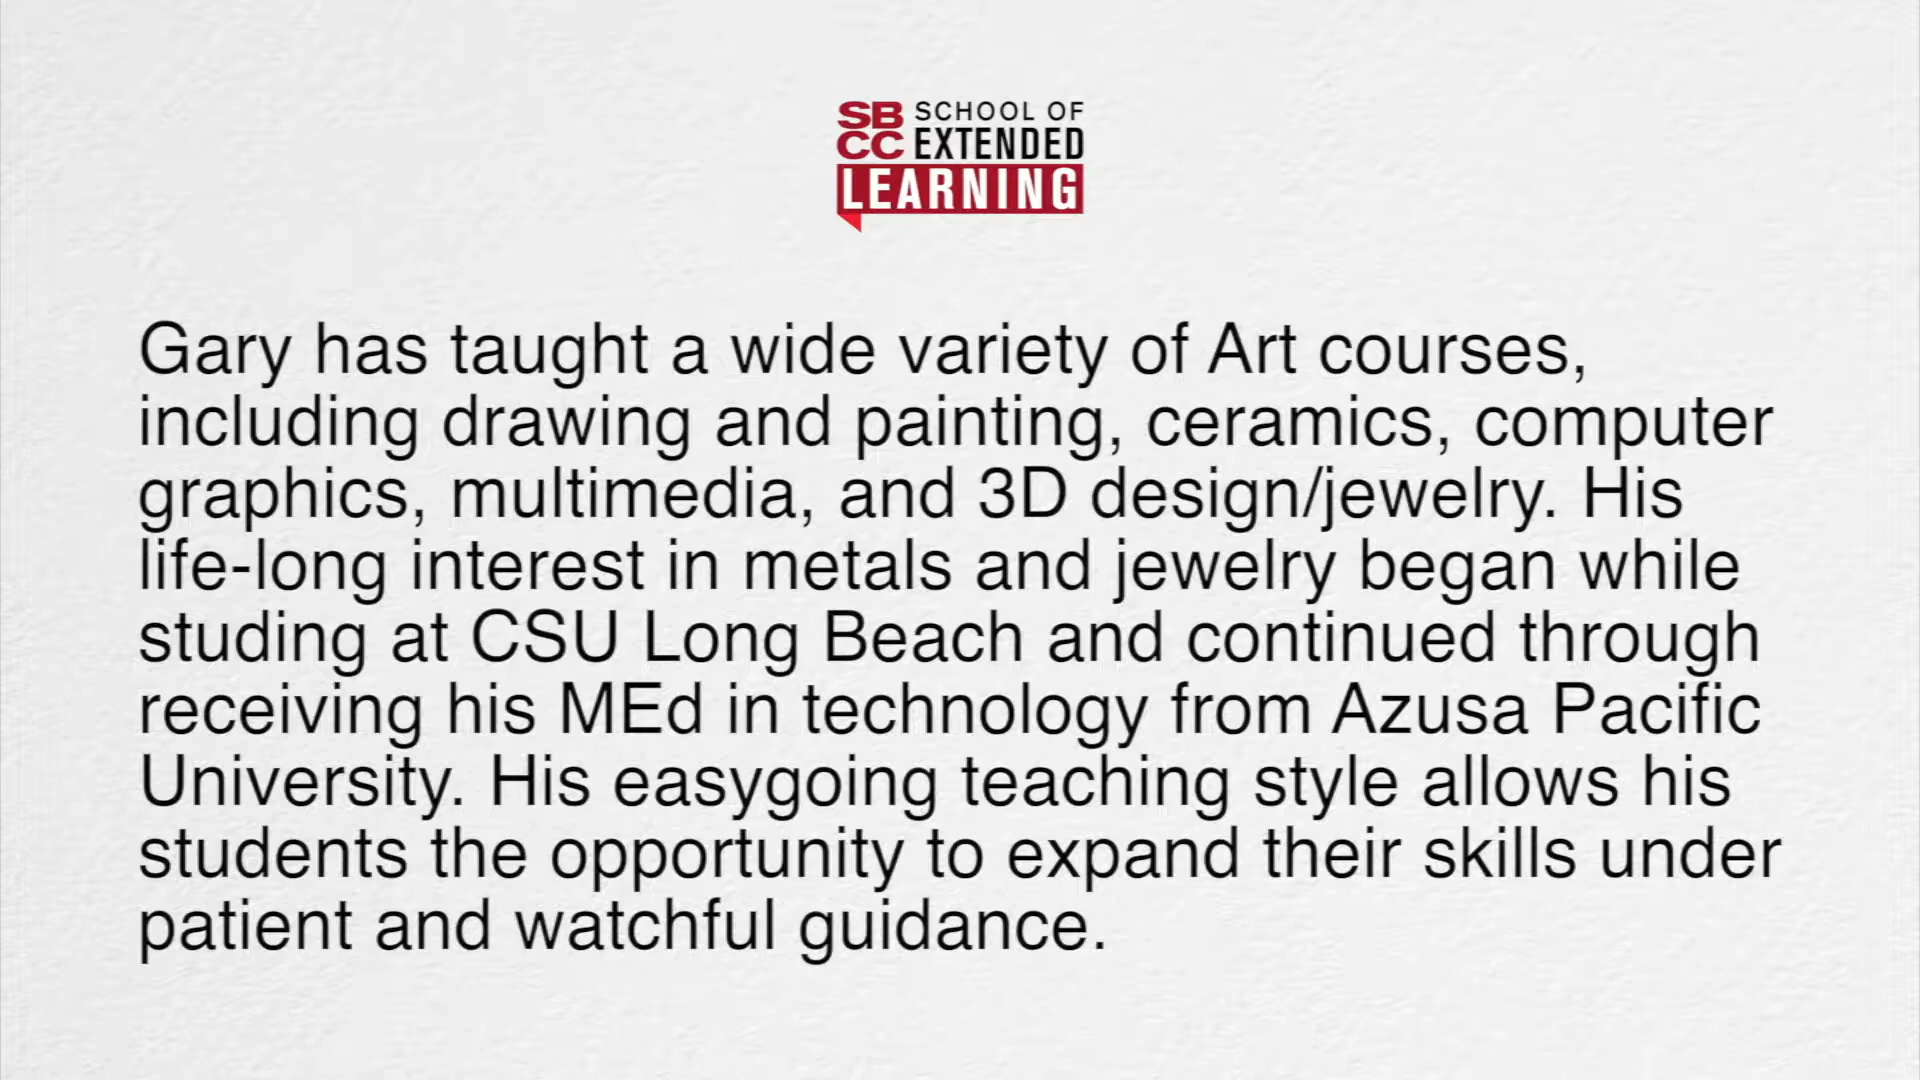 SB SCHOOL OF
CC EXTENDED
LEARNING
Gary has taught a wide variety of Art courses,
including drawing and painting, ceramics, computer
graphics, multimedia, and 3D design/jewelry. His
life-long interest in metals and jewelry began while
studing at CSU Long Beach and continued through
receiving his MEd in technology from Azusa Pacific
University. His easygoing teaching style allows his
students the opportunity to expand their skills under
patient and watchful guidance.